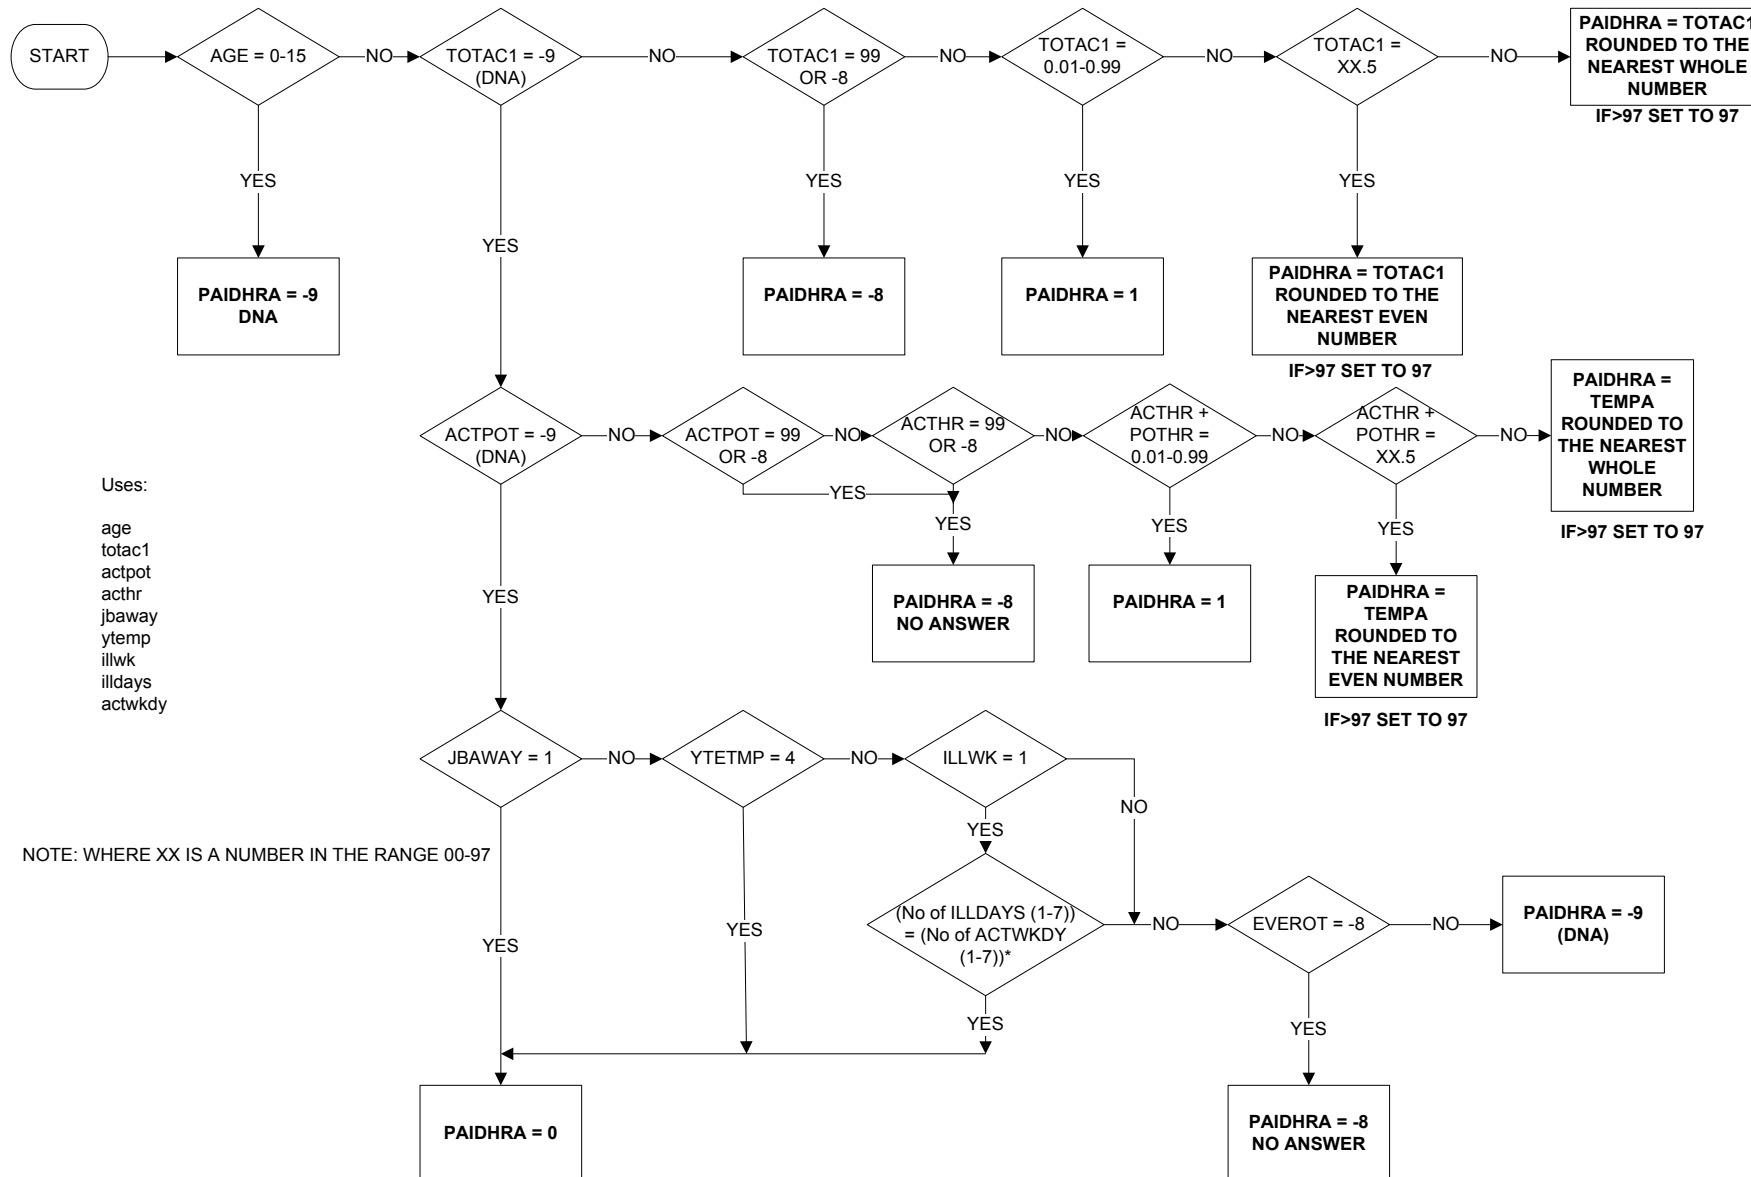 START
AGE = 0-15
NO
TOTAC1 = -9
(DNA)
NO
TOTAC1 = 99
OR -8
NO
TOTAC1 =
0.01-0.99
NO
TOTAC1 =
XX.5
NO
PAIDHRA = TOTAC1
ROUNDED TO THE
NEAREST WHOLE
NUMBER
IF>97 SET TO 97
YES
YES
YES
YES
YES
PAIDHRA = -9
DNA
PAIDHRA = -8
PAIDHRA = 1
PAIDHRA = TOTAC1
ROUNDED TO THE
NEAREST EVEN
NUMBER
IF>97 SET TO 97
ACTPOT = -9
(DNA)
NO
ACTPOT = 99
OR -8
NO
ACTHR = 99
OR -8
NO
ACTHR +
POTHR =
0.01-0.99
NO
ACTHR +
POTHR =
XX.5
NO
PAIDHRA =
TEMPA
ROUNDED TO
THE NEAREST
WHOLE
NUMBER
IF>97 SET TO 97
YES
YES
YES
YES
YES
PAIDHRA = -8
NO ANSWER
PAIDHRA = 1
PAIDHRA =
TEMPA
ROUNDED TO
THE NEAREST
EVEN NUMBER
IF>97 SET TO 97
Uses:
age
totac1
actpot
acthr
jbaway
ytemp
illwk
illdays
actwkdy
JBAWAY = 1
NO
YTETMP = 4
NO
ILLWK = 1
NO
YES
NOTE: WHERE XX IS A NUMBER IN THE RANGE 00-97
YES
YES
(No of ILLDAYS (1-7))
= (No of ACTWKDY
(1-7))*
NO
EVEROT = -8
NO
PAIDHRA = -9
(DNA)
YES
YES
PAIDHRA = 0
PAIDHRA = -8
NO ANSWER